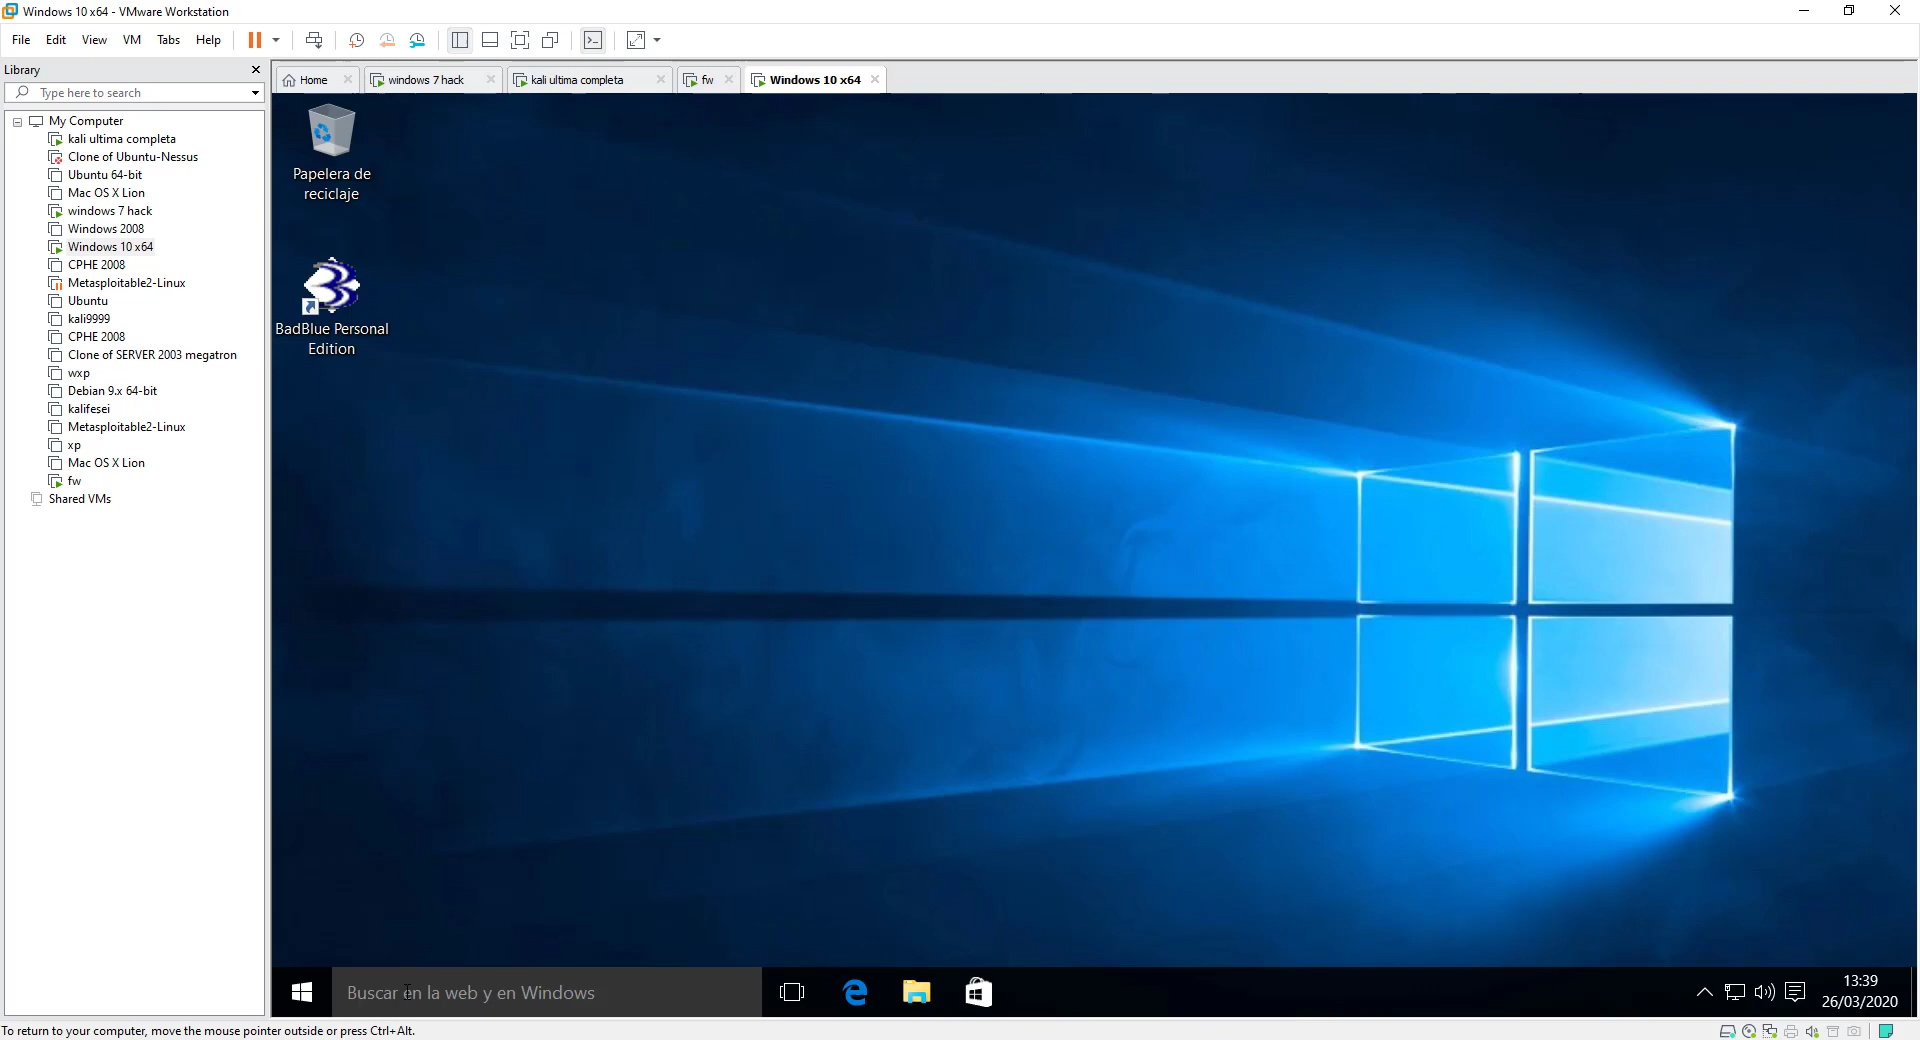 Windows 10 x64 - VMware Workstation
File Edit View VM Tabs Help
Library
Type here to search
My Computer
kali ultima completa
Clone of Ubuntu-Nessus
Ubuntu 64-bit
Mac OS X Lion
windows 7 hack
Windows 2008
Windows 10 x64
CPHE 2008
Metasploitable2-Linux
Ubuntu
kali9999
CPHE 2008
Clone of SERVER 2003 megatron
wxp
Debian 9.x 64-bit
kalifesei
Metasploitable2-Linux
xp
Mac OS X Lion
fw
Shared VMs
Home windows 7 hack kali ultima completa fw Windows 10 x64
Papelera de
reciclaje
BadBlue Personal
Edition
Buscar en la web y en Windows
13:39
26/03/2020
To return to your computer, move the mouse pointer outside or press Ctrl+Alt.